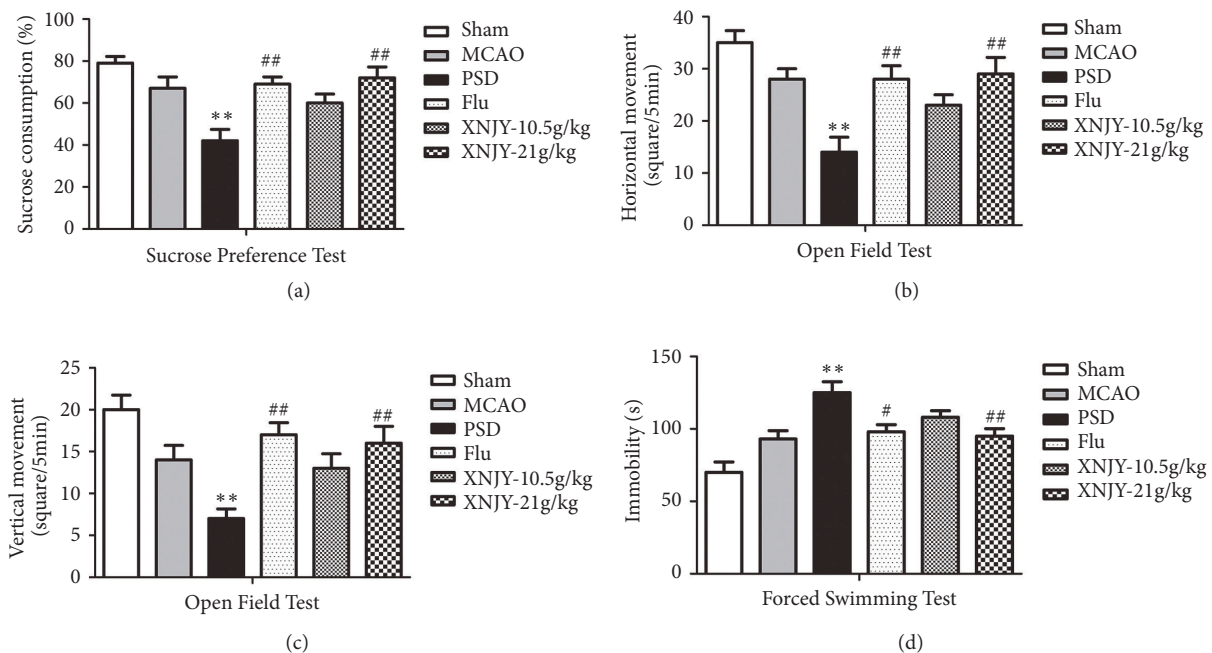 Sucrose consumption (%)
100
80
60
40
20
0
**
##
##
Sham
MCAO
PSD
Flu
XNJY-10.5g/kg
XNJY-21g/kg
Sucrose Preference Test
(a)
Horizontal movement
(square/5min)
40
30
20
10
0
**
##
##
Sham
MCAO
PSD
Flu
XNJY-10.5g/kg
XNJY-21g/kg
Open Field Test
(b)
Vertical movement
(square/5min)
25
20
15
10
5
0
**
##
##
Sham
MCAO
PSD
Flu
XNJY-10.5g/kg
XNJY-21g/kg
Open Field Test
(c)
Immobility (s)
150
100
50
0
**
#
##
Sham
MCAO
PSD
Flu
XNJY-10.5g/kg
XNJY-21g/kg
Forced Swimming Test
(d)